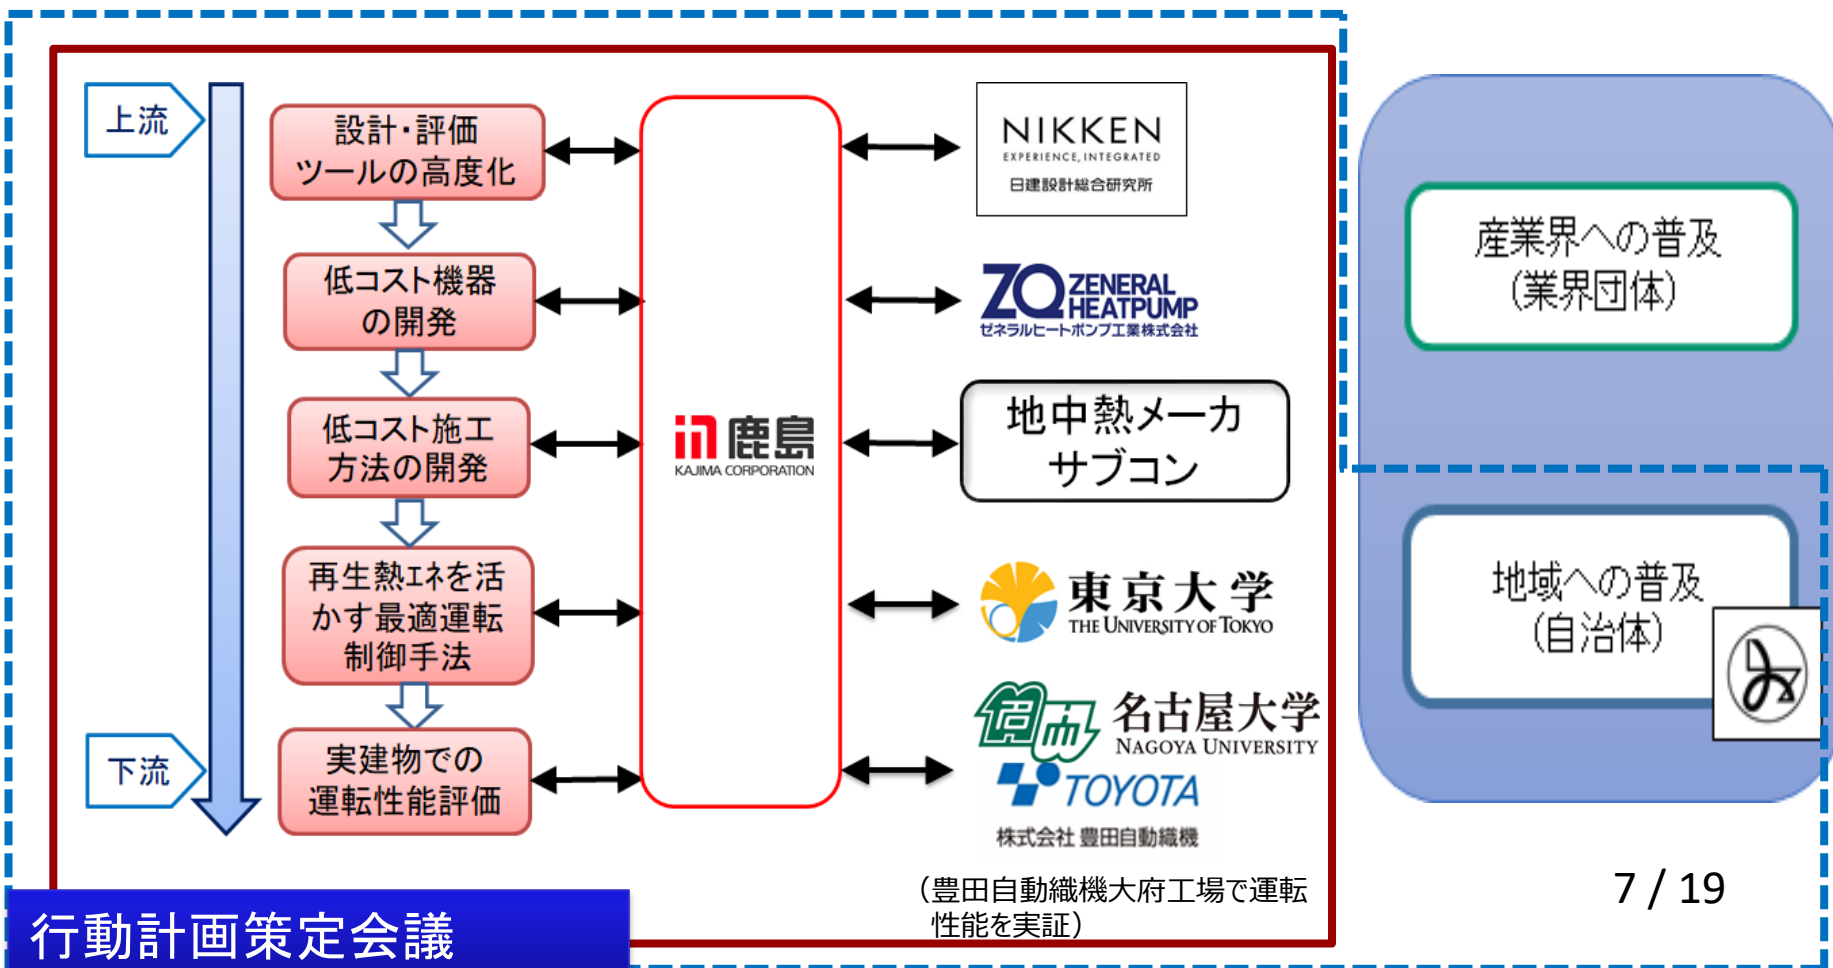 上流
設計・評価
ツールの高度化
低コスト機器
の開発
低コスト施工
方法の開発
再生熱エネを活
かす最適運転
制御手法
下流
実建物での
運転性能評価
鹿島
KAJIMA CORPORATION
NIKKEN
EXPERIENCE, INTEGRATED
日建設計総合研究所
ZQ ZENERAL
HEATPUMP
ゼネラルヒートポンプ工業株式会社
地中熱メーカ
サブコン
東京大学
THE UNIVERSITY OF TOKYO
名古屋大学
NAGOYA UNIVERSITY
TOYOTA
株式会社 豊田自動織機
（豊田自動織機大府工場で運転
性能を実証）
産業界への普及
(業界団体)
地域への普及
(自治体)
7 / 19
行動計画策定会議